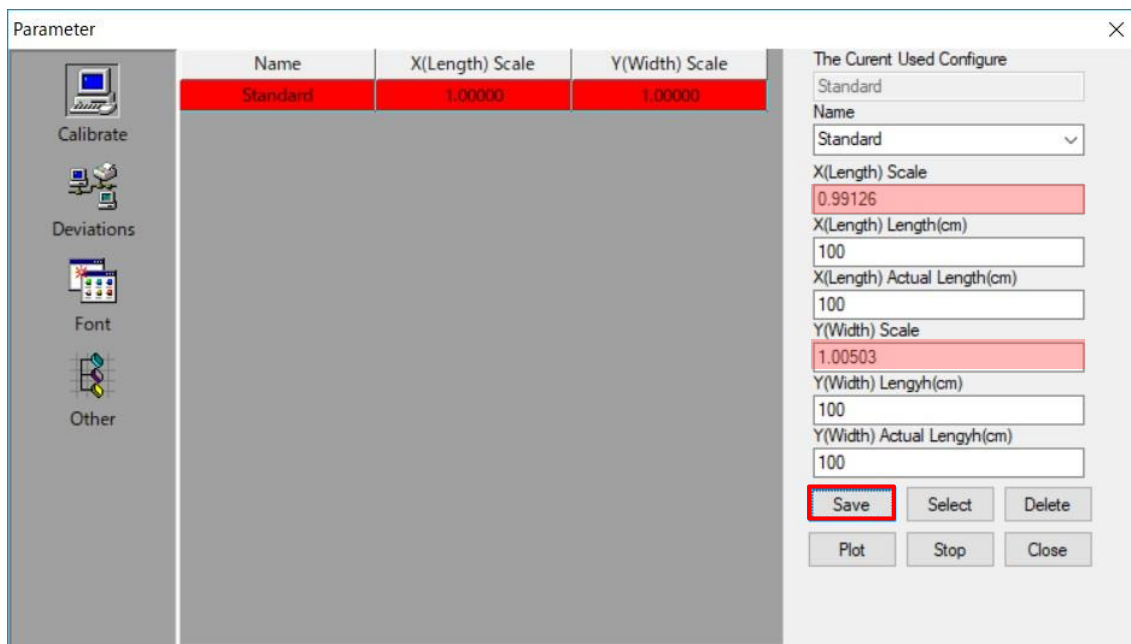 Parameter
Calibrate
Deviations
Font
Other
Name X(Length) Scale Y(Width) Scale
Standard 1.00000 1.00000
The Curent Used Configure
Standard
Name
Standard
X(Length) Scale
0.99126
X(Length) Length(cm)
100
X(Length) Actual Length(cm)
100
Y(Width) Scale
1.00503
Y(Width) Lengyh(cm)
100
Y(Width) Actual Lengyh(cm)
100
Save Select Delete
Plot Stop Close